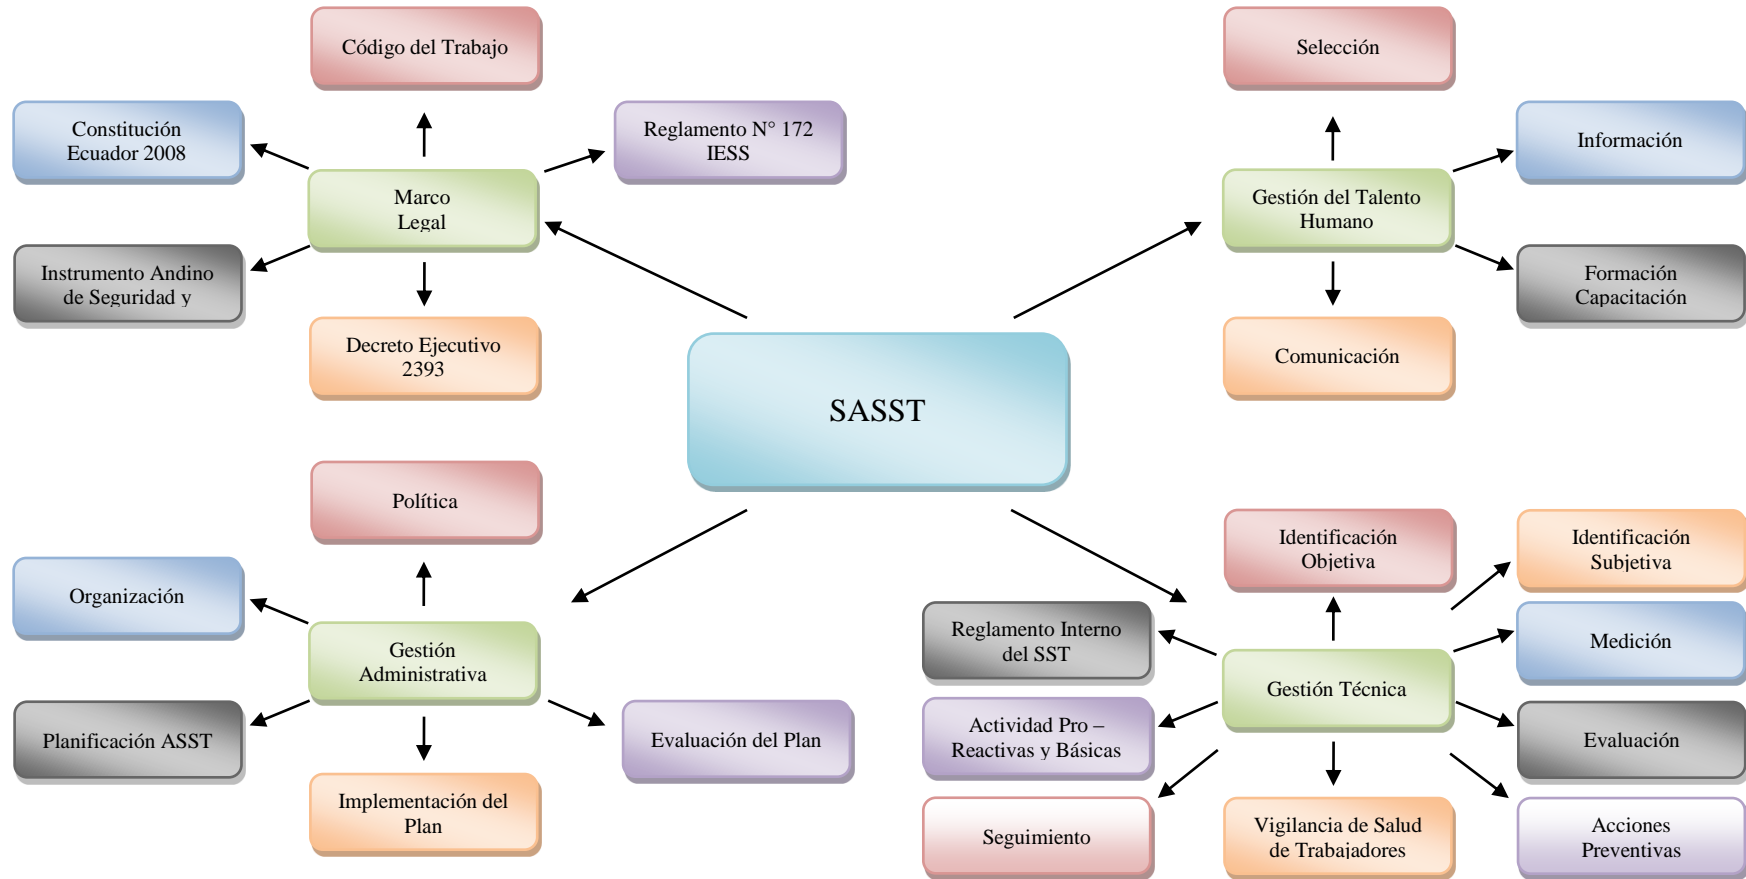 Código del Trabajo
Selección
Constitución
Ecuador 2008
Reglamento N° 172
IESS
Información
Marco
Legal
Gestión del Talento
Humano
Instrumento Andino
de Seguridad y
Formación
Capacitación
Decreto Ejecutivo
2393
Comunicación
SASST
Política
Identificación
Objetiva
Identificación
Subjetiva
Organización
Reglamento Interno
del SST
Medición
Gestión
Administrativa
Gestión Técnica
Planificación ASST
Evaluación del Plan
Actividad Pro –
Reactivas y Básicas
Evaluación
Implementación del
Plan
Seguimiento
Vigilancia de Salud
de Trabajadores
Acciones
Preventivas